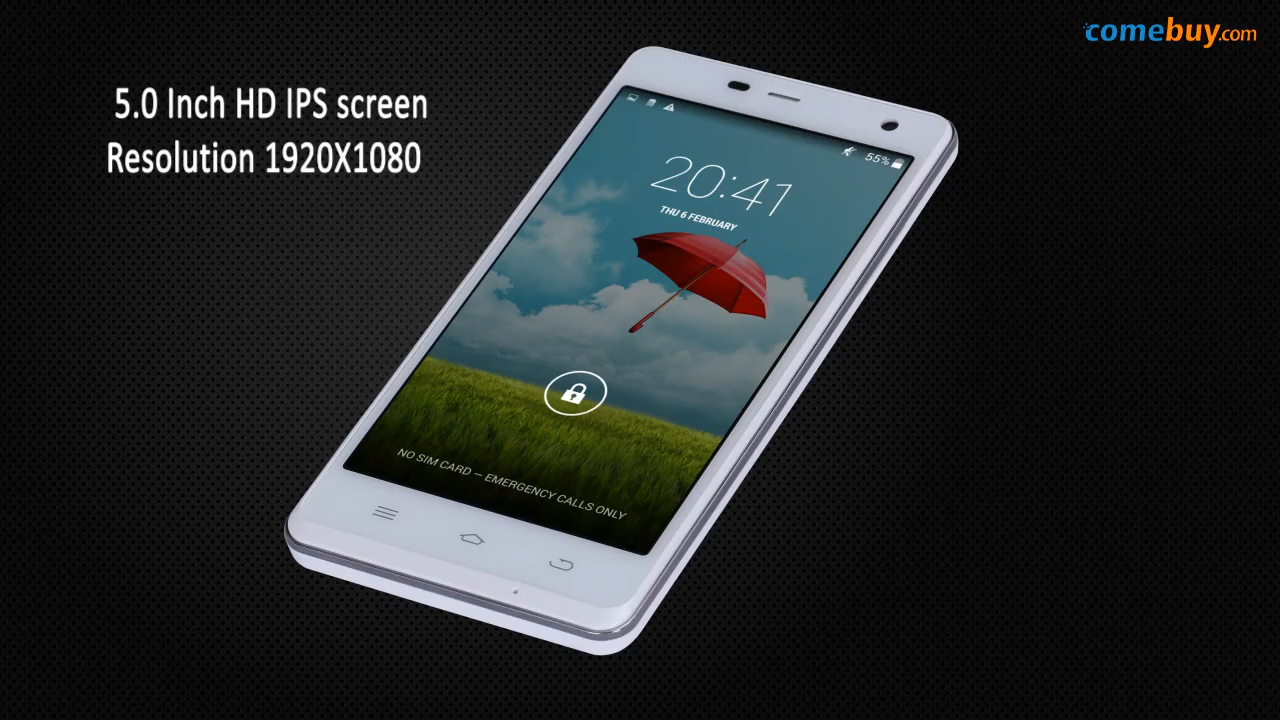 comebuy.com
5.0 Inch HD IPS screen
Resolution 1920X1080
55%
20:41
THU 6 FEBRUARY
NO SIM CARD — EMERGENCY CALLS ONLY